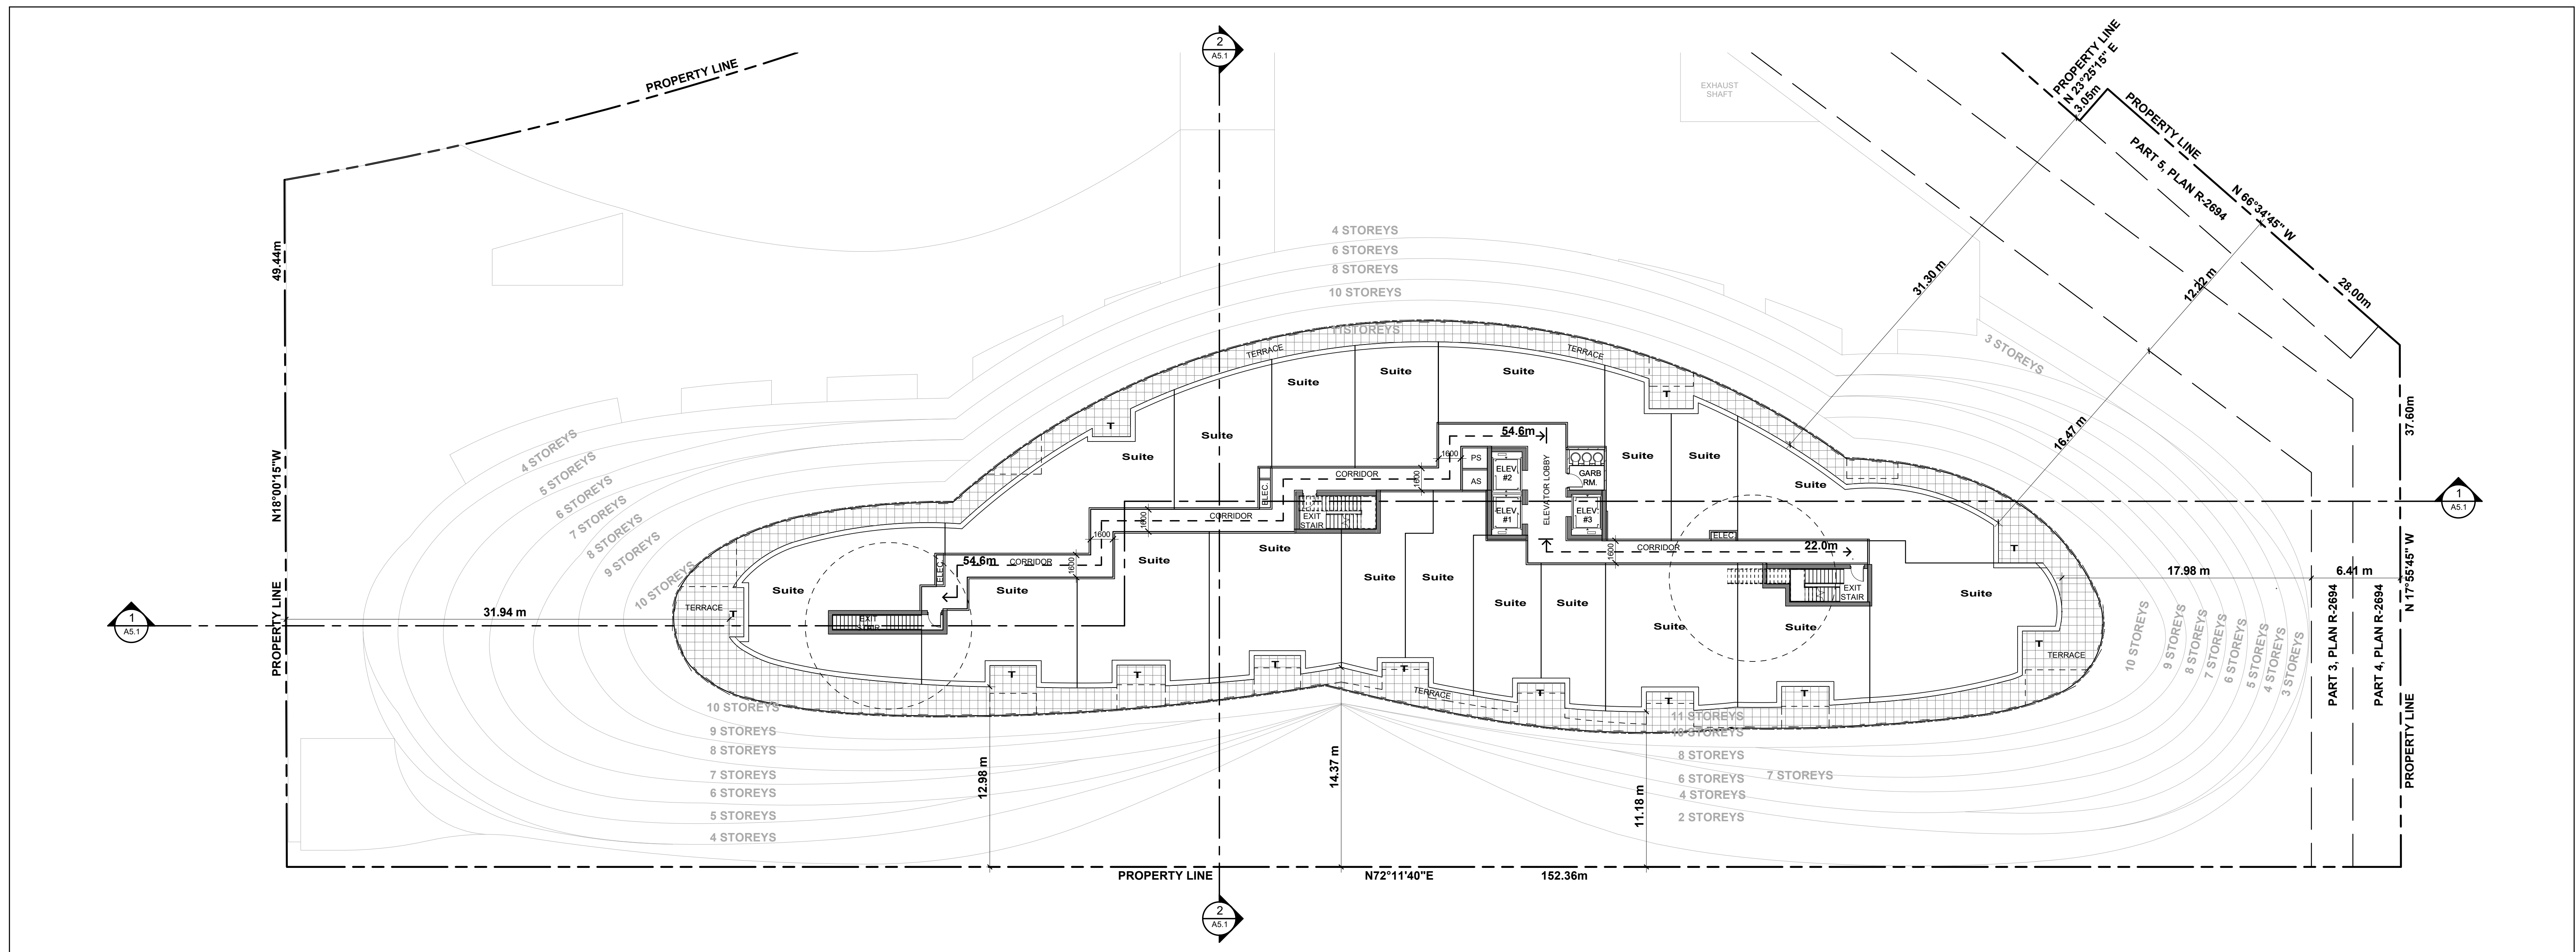 2
A5.1
PROPERTY LINE
PROPERTY LINE
N 23°25'15" E
3.05m
EXHAUST
SHAFT
PROPERTY LINE
PART 5, PLAN R-2694
N 66°34'45" W
28.00m
31.30 m
12.22 m
16.47 m
49.44m
N18°00'15"W
PROPERTY LINE
4 STOREYS
6 STOREYS
8 STOREYS
10 STOREYS
11STOREYS
3 STOREYS
37.60m
4 STOREYS
5 STOREYS
6 STOREYS
7 STOREYS
8 STOREYS
9 STOREYS
10 STOREYS
TERRACE
TERRACE
T
T
Suite
Suite
Suite
Suite
Suite
Suite
Suite
Suite
54.6m
1600
PS
AS
ELEV.
#2
ELEV.
#1
ELEVATOR LOBBY
GARB
RM.
ELEV.
#3
CORRIDOR
1600
ELEC.
EXIT
STAIR
CORRIDOR
1600
1600
1
A5.1
54.6m
CORRIDOR
1600
ELEC.
Suite
Suite
1600
CORRIDOR
ELEC
22.0m
T
EXIT
STAIR
17.98 m
6.41 m
N 17°55'45" W
1
A5.1
31.94 m
TERRACE
T
Suite
Suite
EXIT
STAIR
Suite
Suite
Suite
Suite
Suite
Suite
Suite
T
TERRACE
PART 3, PLAN R-2694
PART 4, PLAN R-2694
PROPERTY LINE
10 STOREYS
9 STOREYS
8 STOREYS
7 STOREYS
6 STOREYS
5 STOREYS
4 STOREYS
3 STOREYS
T
T
T
T
T
T
T
TERRACE
10 STOREYS
9 STOREYS
8 STOREYS
7 STOREYS
6 STOREYS
5 STOREYS
4 STOREYS
12.98 m
14.37 m
11.18 m
11 STOREYS
10 STOREYS
8 STOREYS
6 STOREYS
7 STOREYS
4 STOREYS
2 STOREYS
PROPERTY LINE
N72°11'40"E
152.36m
2
A5.1